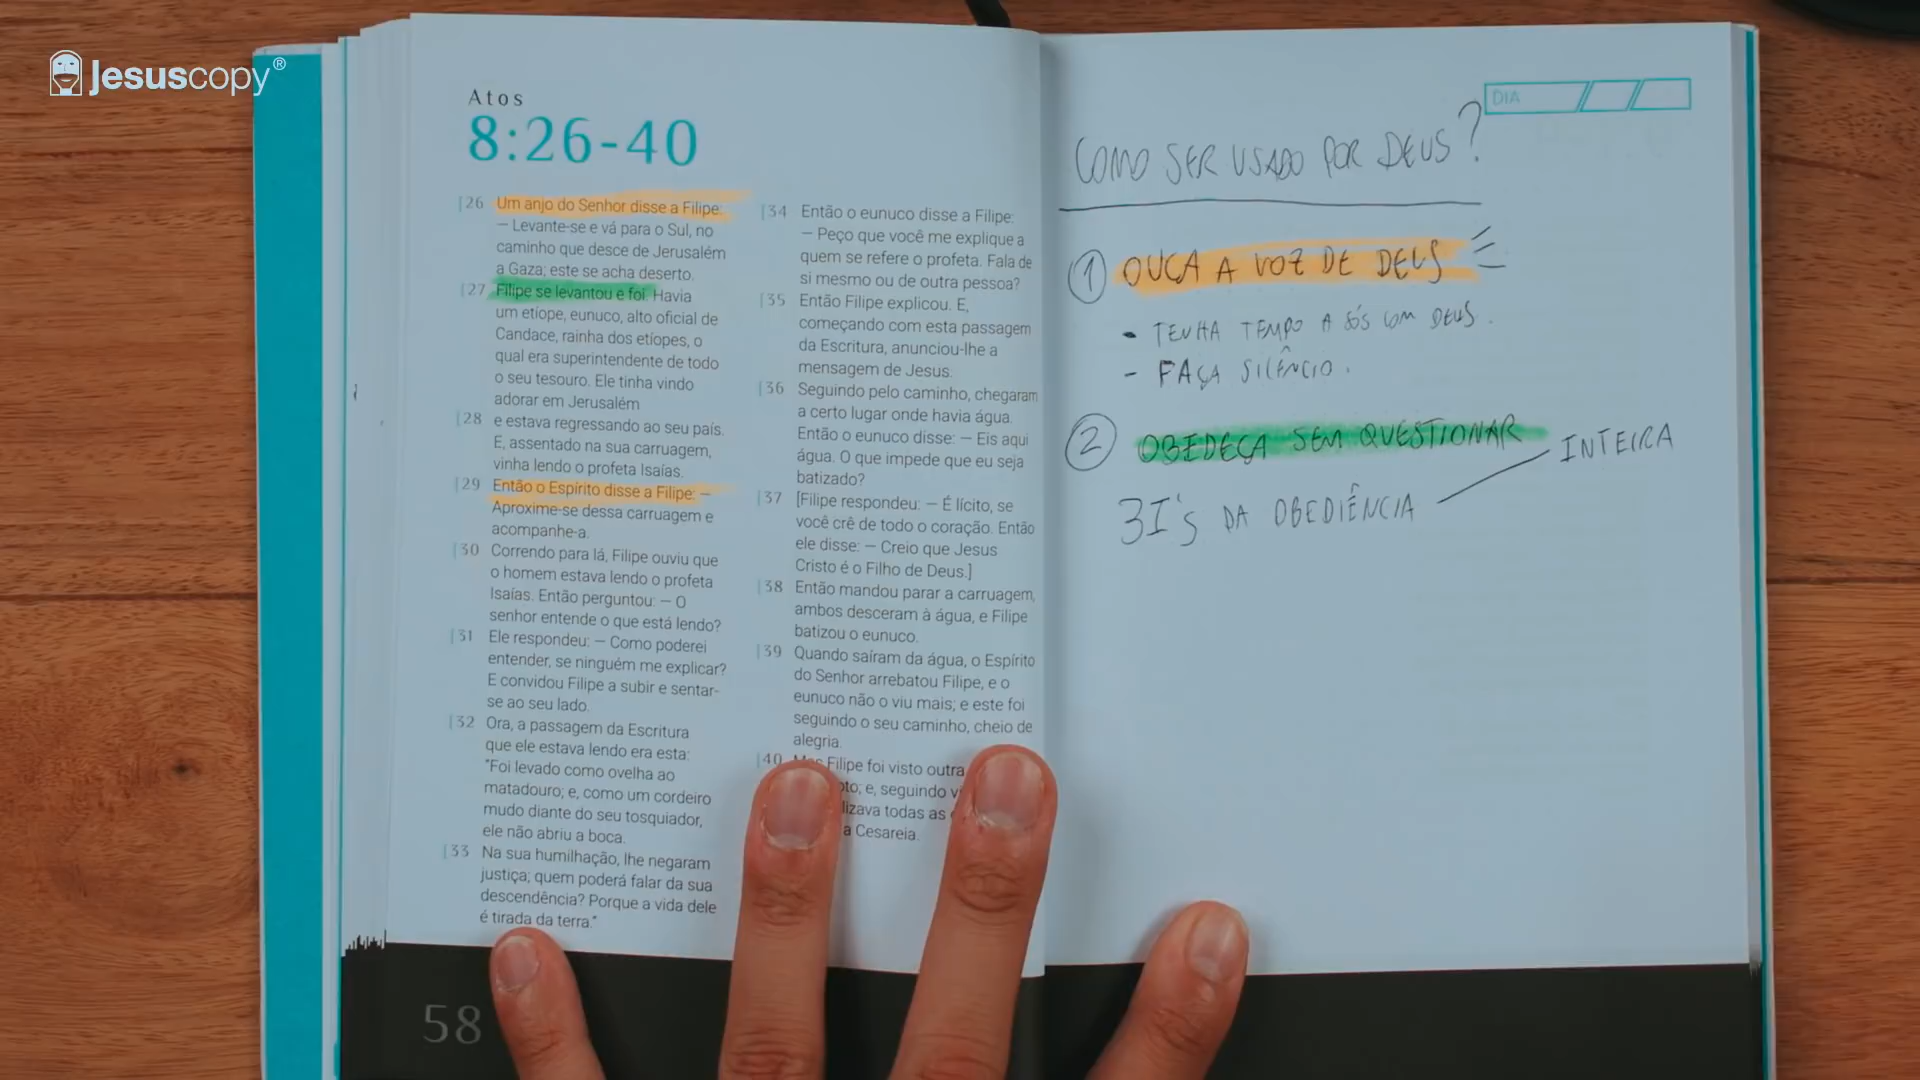 Jesuscopy®
Atos
8:26-40
26 Um anjo do Senhor disse a Filipe:
— Levante-se e vá para o Sul, no
caminho que desce de Jerusalém
a Gaza; este se acha deserto.
27 Filipe se levantou e foi. Havia
um etíope, eunuco, alto oficial de
Candace, rainha dos etíopes, o
qual era superintendente de todo
o seu tesouro. Ele tinha vindo
adorar em Jerusalém
28 e estava regressando ao seu país.
E, assentado na sua carruagem,
vinha lendo o profeta Isaías.
29 Então o Espírito disse a Filipe: —
Aproxime-se dessa carruagem e
acompanhe-a.
30 Correndo para lá, Filipe ouviu que
o homem estava lendo o profeta
Isaías. Então perguntou: — O
senhor entende o que está lendo?
31 Ele respondeu: — Como poderei
entender, se ninguém me explicar?
E convidou Filipe a subir e sentar-
se ao seu lado.
32 Ora, a passagem da Escritura
que ele estava lendo era esta:
"Foi levado como ovelha ao
matadouro; e, como um cordeiro
mudo diante do seu tosquiador,
ele não abriu a boca.
33 Na sua humilhação, lhe negaram
justiça; quem poderá falar da sua
descendência? Porque a vida dele
é tirada da terra."
34 Então o eunuco disse a Filipe:
— Peço que você me explique a
quem se refere o profeta. Fala de
si mesmo ou de outra pessoa?
35 Então Filipe explicou. E,
começando com esta passagem
da Escritura, anunciou-lhe a
mensagem de Jesus.
36 Seguindo pelo caminho, chegaram
a certo lugar onde havia água.
Então o eunuco disse: — Eis aqui
água. O que impede que eu seja
batizado?
37 [Filipe respondeu: — É lícito, se
você crê de todo o coração. Então
ele disse: — Creio que Jesus
Cristo é o Filho de Deus.]
38 Então mandou parar a carruagem,
ambos desceram à água, e Filipe
batizou o eunuco.
39 Quando saíram da água, o Espírito
do Senhor arrebatou Filipe, e o
eunuco não o viu mais; e este foi
seguindo o seu caminho, cheio de
alegria.
40 Filipe foi visto outra
e, seguindo
todas as
a Cesareia.
58
DIA
COMO SER USADO POR DEUS?
1 OUÇA A VOZ DE DEUS
- TENHA TEMPO A SÓS COM DEUS.
- FAÇA SILÊNCIO.
2 OBEDEÇA SEM QUESTIONAR
INTEIRA
3I's DA OBEDIÊNCIA